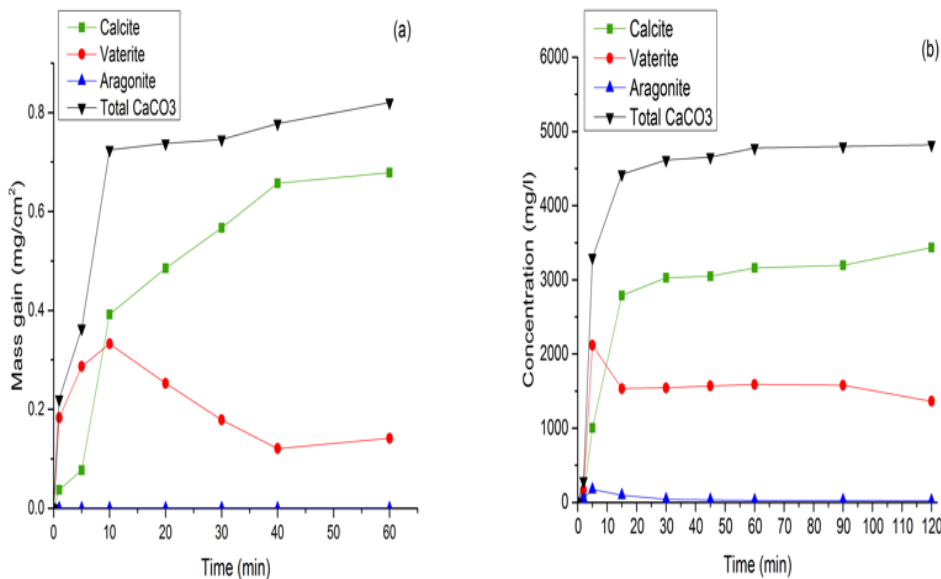 Calcite
Vaterite
Aragonite
Total CaCO3
(a)
0.8
0.6
0.4
0.2
0.0
Mass gain (mg/cm²)
0 10 20 30 40 50 60
Time (min)
Calcite
Vaterite
Aragonite
Total CaCO3
(b)
6000
5000
4000
3000
2000
1000
0
Concentration (mg/l)
0 10 20 30 40 50 60 70 80 90 100 110 120
Time (min)